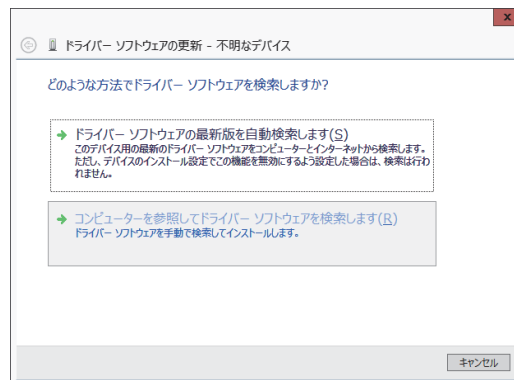 x
ドライバー ソフトウェアの更新 - 不明なデバイス
どのような方法でドライバー ソフトウェアを検索しますか?
ドライバー ソフトウェアの最新版を自動検索します(S)
このデバイス用の最新のドライバー ソフトウェアをコンピューターとインターネットから検索します。
ただし、デバイスのインストール設定でこの機能を無効にするよう設定した場合は、検索は行わ
れません。
コンピューターを参照してドライバー ソフトウェアを検索します(R)
ドライバー ソフトウェアを手動で検索してインストールします。
キャンセル